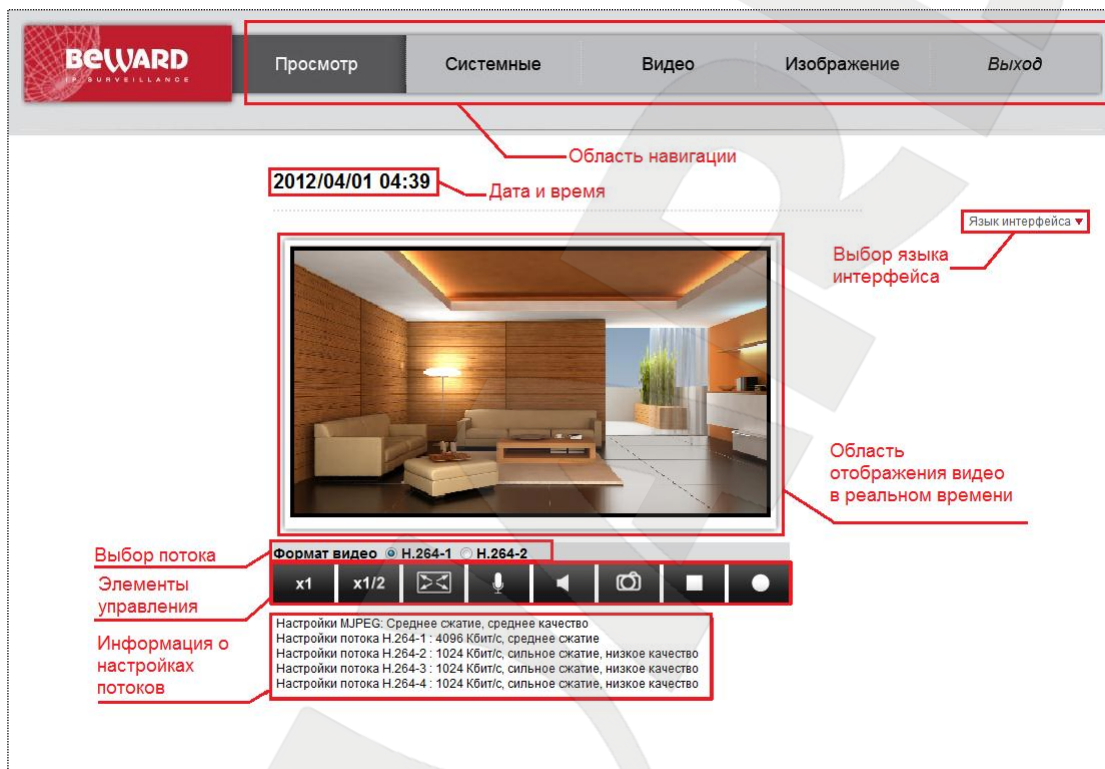 BEWARD
IP SURVEILLANCE
Просмотр
Системные
Видео
Изображение
Выход
Область навигации
2012/04/01 04:39
Дата и время
Язык интерфейса
Выбор языка
интерфейса
Область
отображения видео
в реальном времени
Выбор потока
Формат видео H.264-1 H.264-2
Элементы
управления
x1
x1/2
Информация о
настройках
потоков
Настройки MJPEG: Среднее сжатие, среднее качество
Настройки потока H.264-1 : 4096 Кбит/с, среднее сжатие
Настройки потока H.264-2 : 1024 Кбит/с, сильное сжатие, низкое качество
Настройки потока H.264-3 : 1024 Кбит/с, сильное сжатие, низкое качество
Настройки потока H.264-4 : 1024 Кбит/с, сильное сжатие, низкое качество